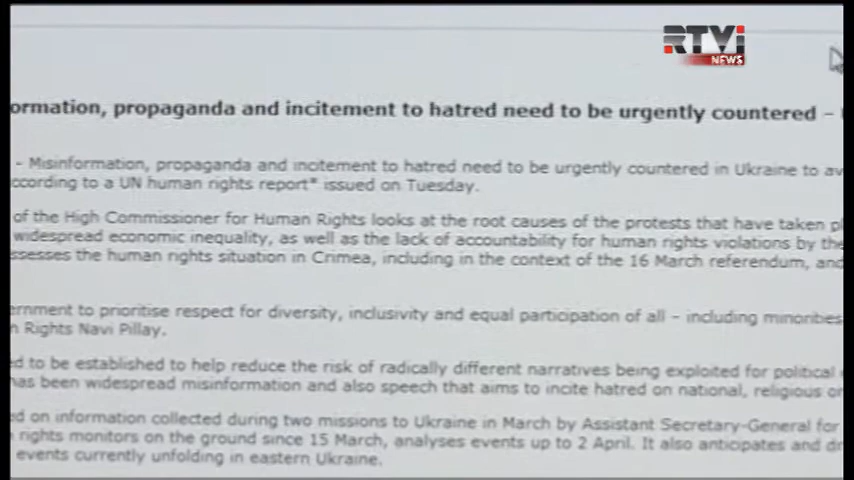 RTVi
NEWS
ormation, propaganda and incitement to hatred need to be urgently countered –
– Misinformation, propaganda and incitement to hatred need to be urgently countered in Ukraine to av
ccording to a UN human rights report* issued on Tuesday.
of the High Commissioner for Human Rights looks at the root causes of the protests that have taken pl
widespread economic inequality, as well as the lack of accountability for human rights violations by the
ssesses the human rights situation in Crimea, including in the context of the 16 March referendum, and
ernment to prioritise respect for diversity, inclusivity and equal participation of all – including minorities
n Rights Navi Pillay.
ed to be established to help reduce the risk of radically different narratives being exploited for political
has been widespread misinformation and also speech that aims to incite hatred on national, religious or
ed on information collected during two missions to Ukraine in March by Assistant Secretary-General for
rights monitors on the ground since 15 March, analyses events up to 2 April. It also anticipates and dr
events currently unfolding in eastern Ukraine.